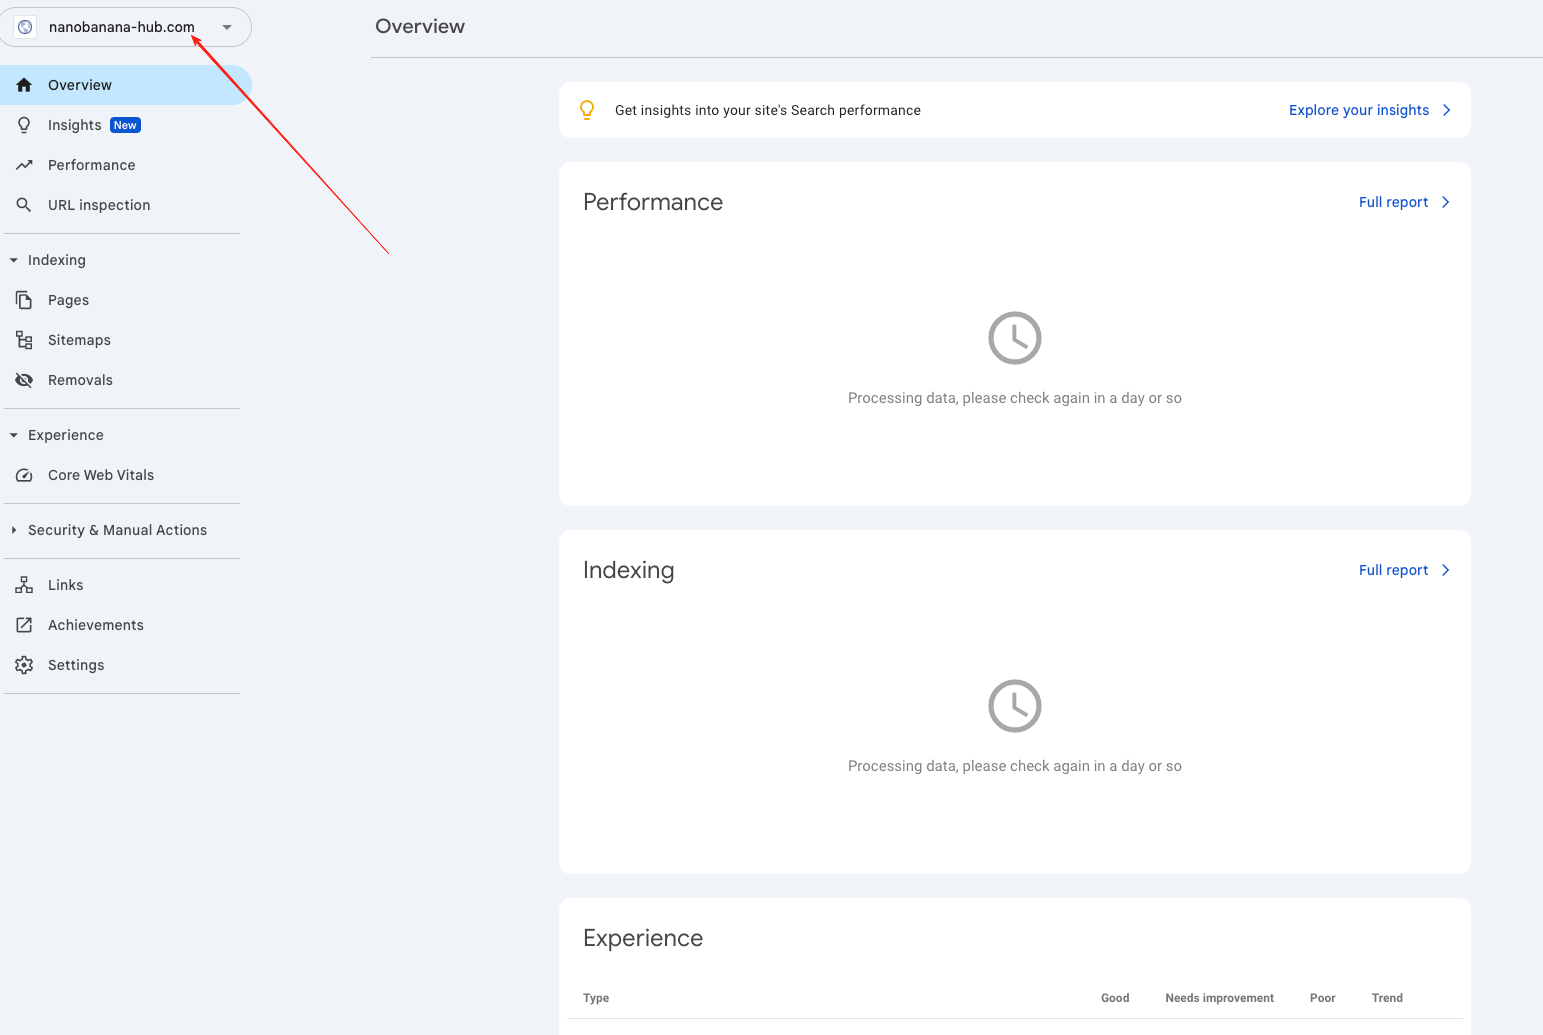 nanobanana-hub.com
Overview
Insights New
Performance
URL inspection
Indexing
Pages
Sitemaps
Removals
Experience
Core Web Vitals
Security & Manual Actions
Links
Achievements
Settings
Overview
Get insights into your site's Search performance
Explore your insights
Performance
Full report
Processing data, please check again in a day or so
Indexing
Full report
Processing data, please check again in a day or so
Experience
Type Good Needs improvement Poor Trend